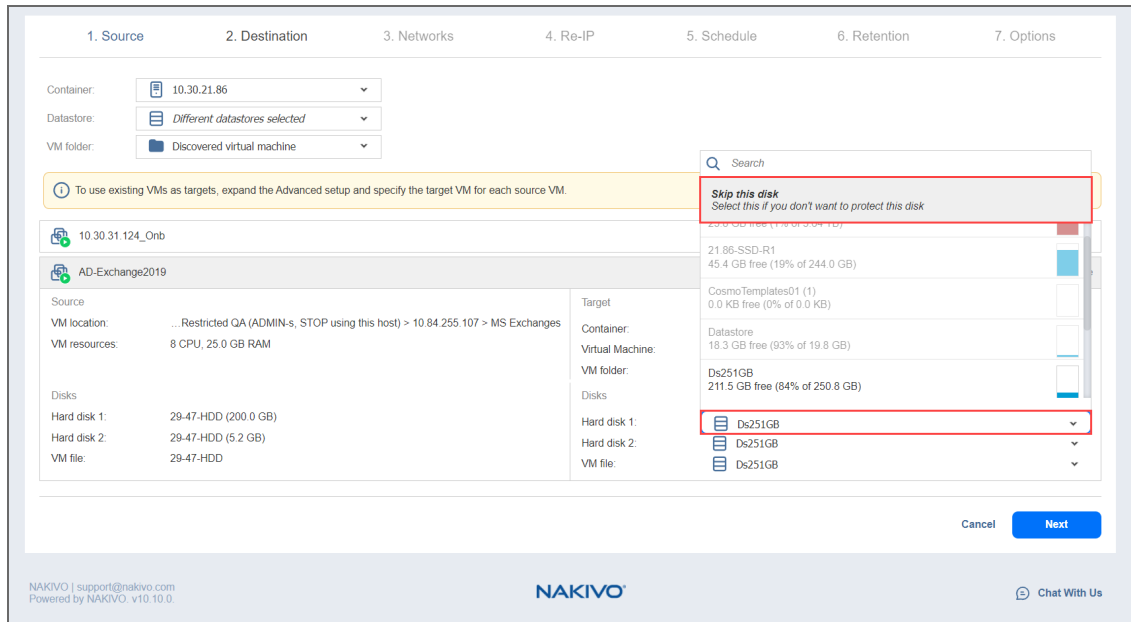 1. Source 2. Destination 3. Networks 4. Re-IP 5. Schedule 6. Retention 7. Options
Container: 10.30.21.86
Datastore: Different datastores selected
VM folder: Discovered virtual machine
Search
To use existing VMs as targets, expand the Advanced setup and specify the target VM for each source VM.
Skip this disk
Select this if you don't want to protect this disk
10.30.31.124_Onb
21.86-SSD-R1
45.4 GB free (19% of 244.0 GB)
AD-Exchange2019
CosmoTemplates01 (1)
0.0 KB free (0% of 0.0 KB)
Source
Target
VM location: ...Restricted QA (ADMIN-s, STOP using this host) > 10.84.255.107 > MS Exchanges
Container:
Datastore
18.3 GB free (93% of 19.8 GB)
VM resources: 8 CPU, 25.0 GB RAM
Virtual Machine:
VM folder:
Ds251GB
211.5 GB free (84% of 250.8 GB)
Disks
Disks
Hard disk 1: 29-47-HDD (200.0 GB)
Hard disk 1: Ds251GB
Hard disk 2: 29-47-HDD (5.2 GB)
Hard disk 2: Ds251GB
VM file: 29-47-HDD
VM file: Ds251GB
Cancel Next
NAKIVO | support@nakivo.com
Powered by NAKIVO. v10.10.0.
NAKIVO®
Chat With Us